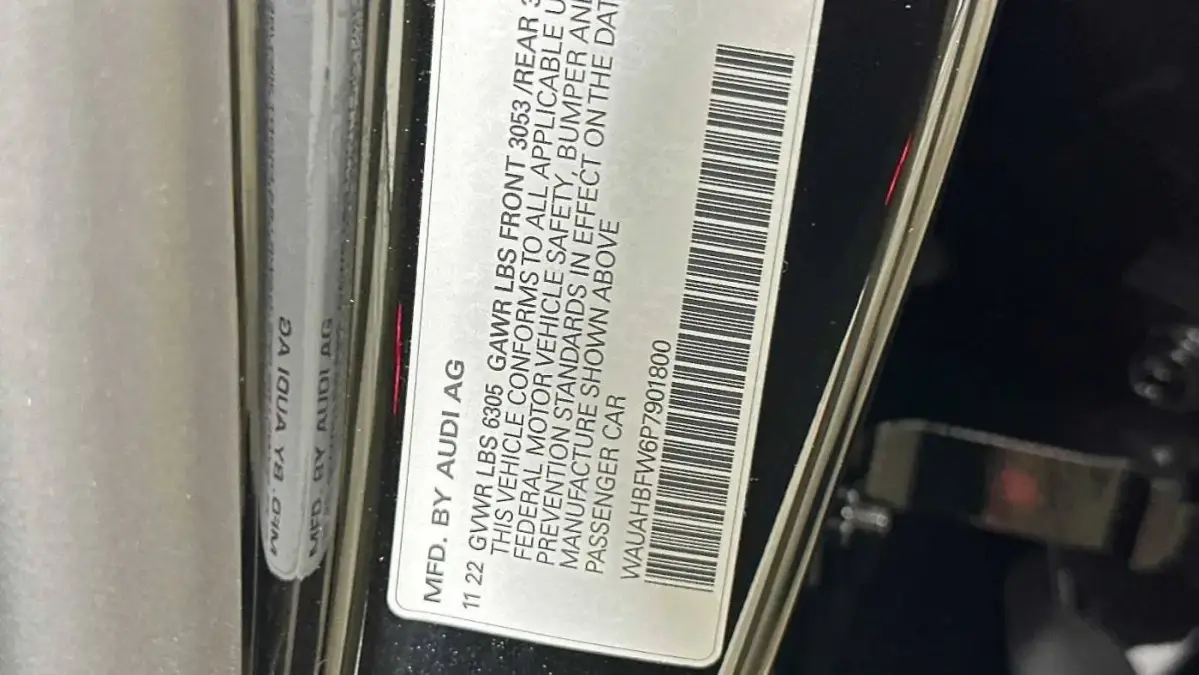 MFD. BY AUDI AG
11 22 GVWR LBS 6305 GAWR LBS FRONT 3053 /REAR 3
THIS VEHICLE CONFORMS TO ALL APPLICABLE U
FEDERAL MOTOR VEHICLE SAFETY, BUMPER AND
PREVENTION STANDARDS IN EFFECT ON THE DAT
MANUFACTURE SHOWN ABOVE
PASSENGER CAR
WAUAHBFW6P7901800
MFD. BY AUDI AG
MFD. BY AUDI AG